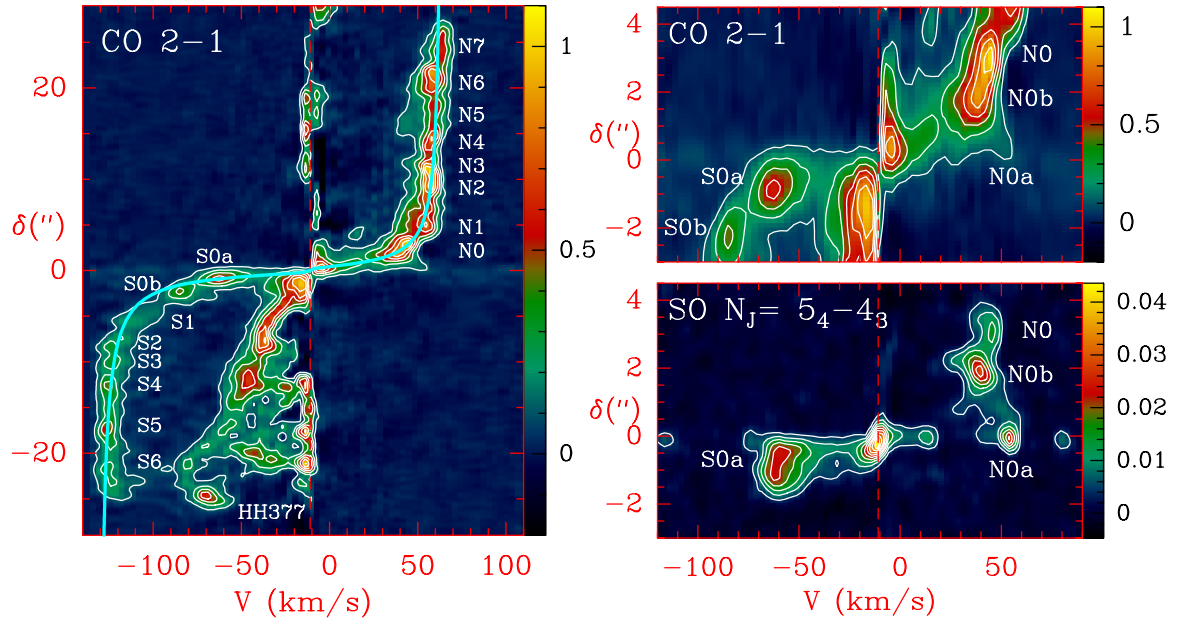 CO 2-1
N7
N6
N5
N4
N3
N2
N1
N0
S0a
S0b
S1
S2
S3
S4
S5
S6
HH377
20
0
−20
δ(″)
−100
−50
0
50
100
V (km/s)
1
0.5
0
CO 2-1
N0
N0b
N0a
S0a
S0b
4
2
0
−2
δ(″)
1
0.5
0
SO N_J= 5_4−4_3
N0
N0b
N0a
S0a
4
2
0
−2
δ(″)
−100
−50
0
50
V (km/s)
0.04
0.03
0.02
0.01
0